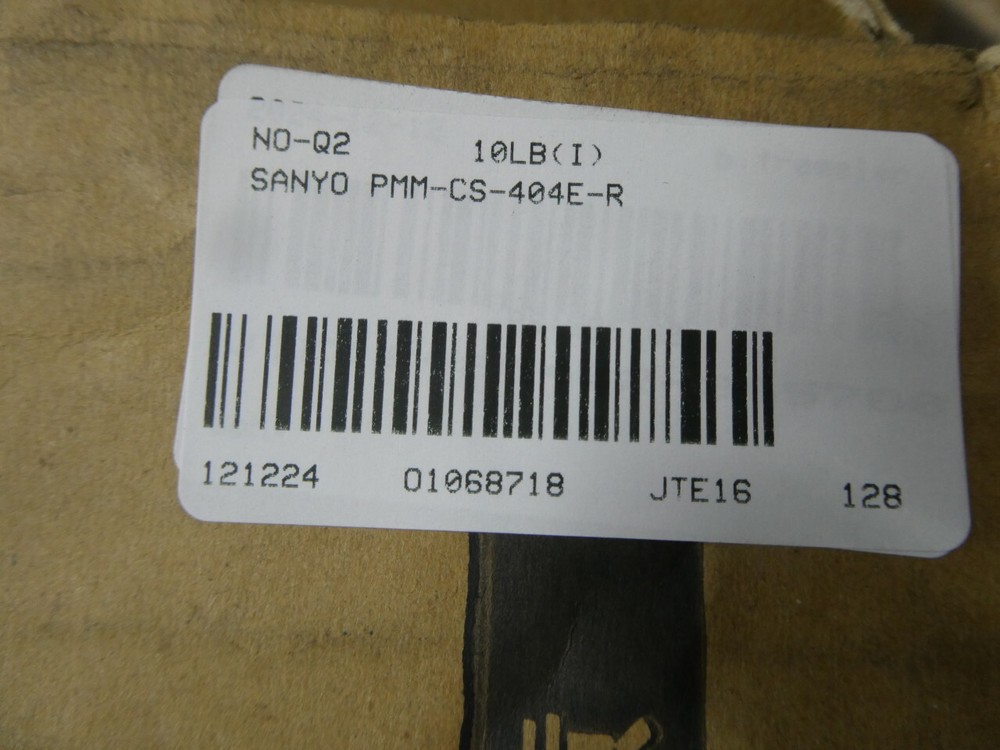 NO-Q2 10LB(I)
SANYO PMM-CS-404E-R
121224 01068718 JTE16 128